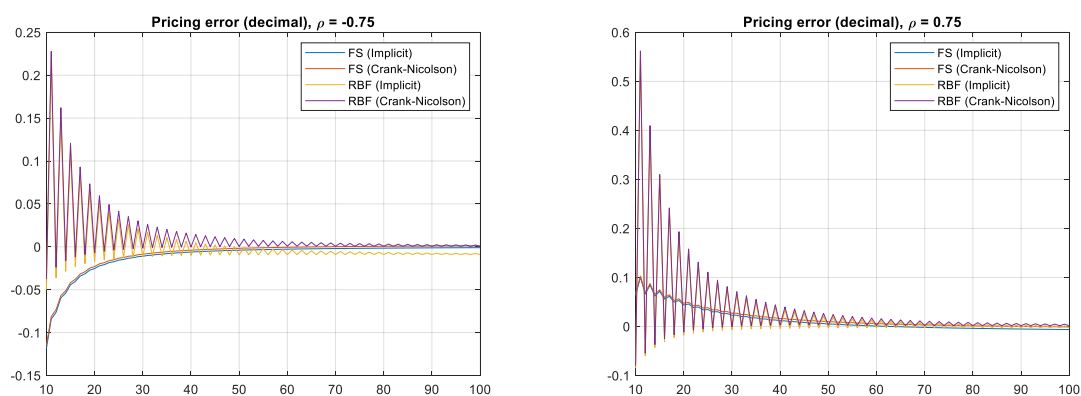 Pricing error (decimal), ρ = -0.75
0.25
0.2
0.15
0.1
0.05
0
-0.05
-0.1
-0.15
10 20 30 40 50 60 70 80 90 100
FS (Implicit)
FS (Crank-Nicolson)
RBF (Implicit)
RBF (Crank-Nicolson)
Pricing error (decimal), ρ = 0.75
0.6
0.5
0.4
0.3
0.2
0.1
0
-0.1
10 20 30 40 50 60 70 80 90 100
FS (Implicit)
FS (Crank-Nicolson)
RBF (Implicit)
RBF (Crank-Nicolson)